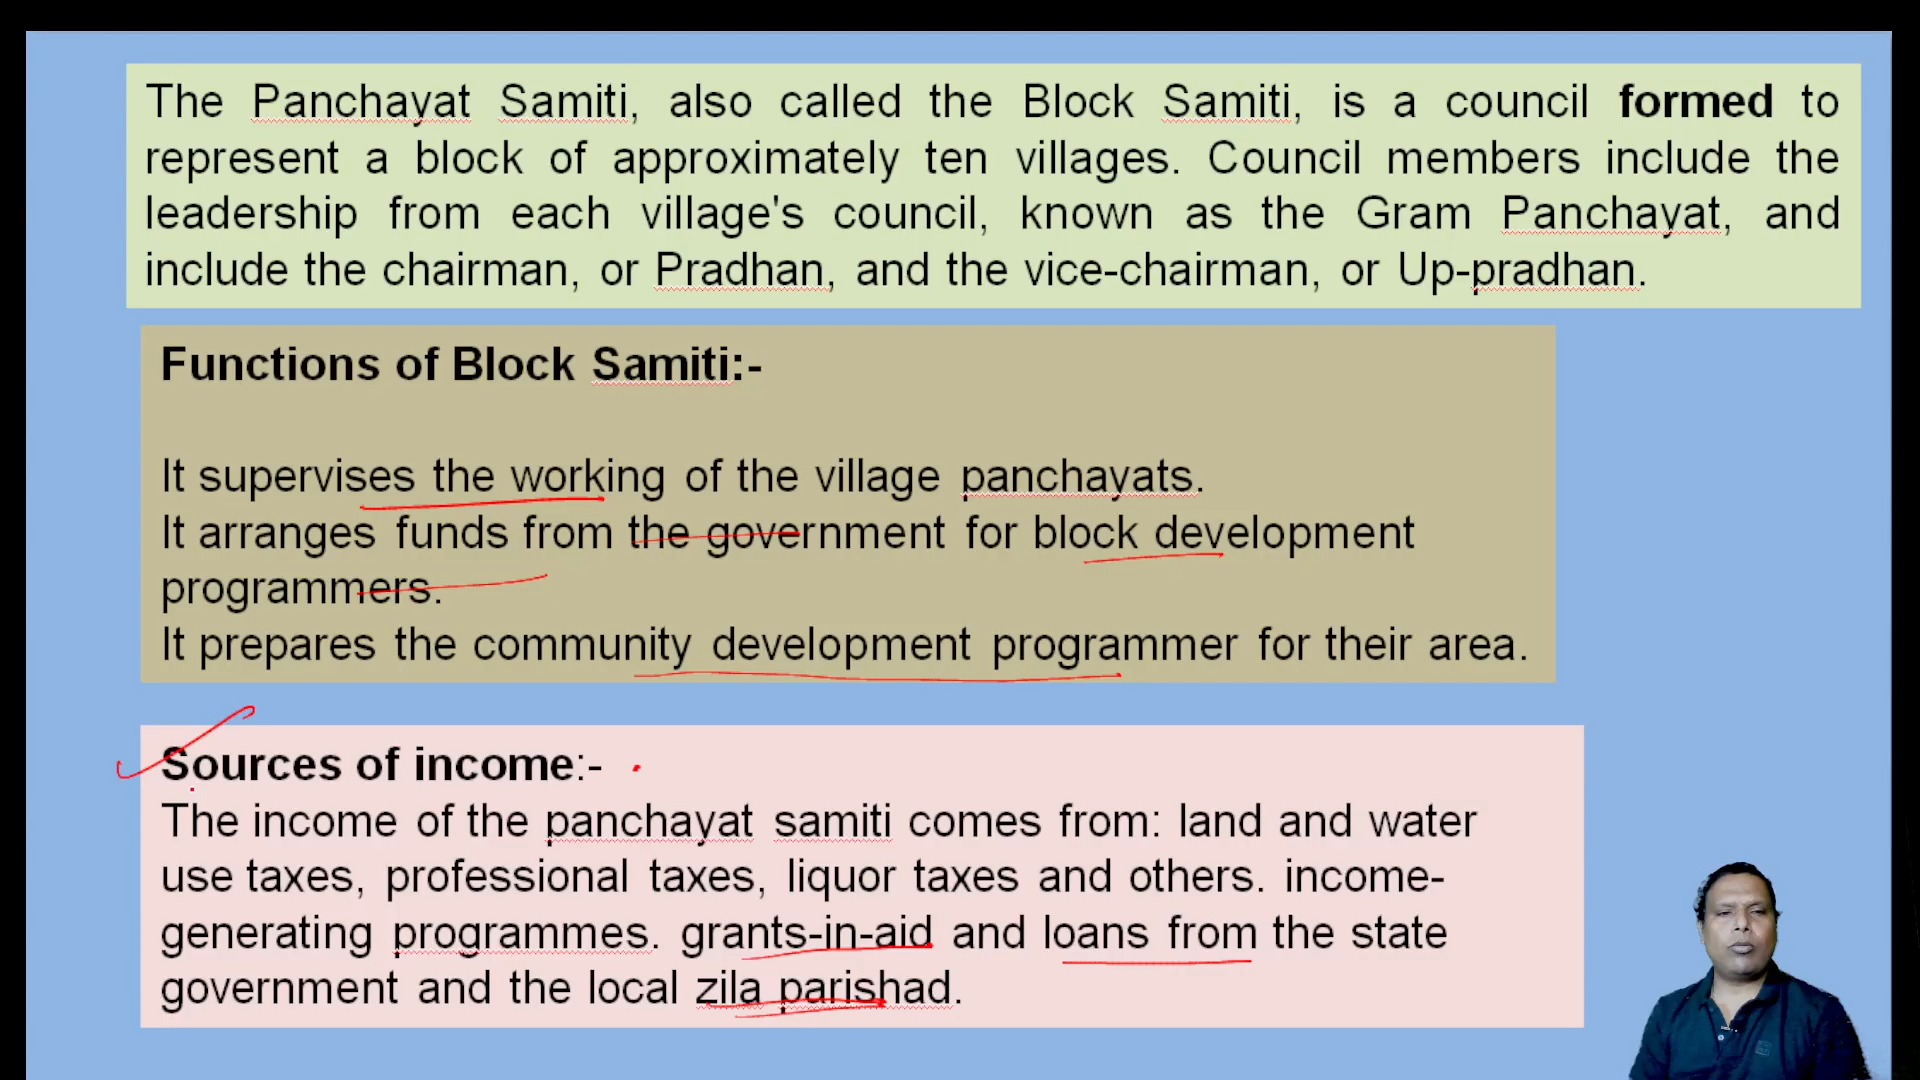 The Panchayat Samiti, also called the Block Samiti, is a council formed to
represent a block of approximately ten villages. Council members include the
leadership from each village's council, known as the Gram Panchayat, and
include the chairman, or Pradhan, and the vice-chairman, or Up-pradhan.
Functions of Block Samiti:-
It supervises the working of the village panchayats.
It arranges funds from the government for block development
programmers.
It prepares the community development programmer for their area.
Sources of income:-
The income of the panchayat samiti comes from: land and water
use taxes, professional taxes, liquor taxes and others. income-
generating programmes. grants-in-aid and loans from the state
government and the local zila parishad.